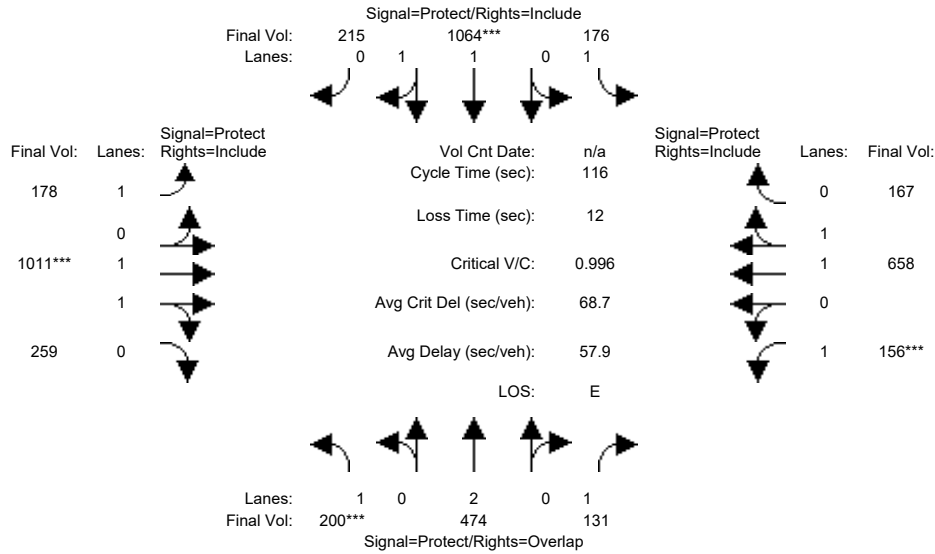 Signal=Protect/Rights=Include
Final Vol: 215 1064*** 176
Lanes: 0 1 1 0 1
Signal=Protect Signal=Protect
Final Vol: Lanes: Rights=Include Vol Cnt Date: n/a Rights=Include Lanes: Final Vol:
Cycle Time (sec): 116
178 1 0 167
Loss Time (sec): 12
0 1
1011*** 1 Critical V/C: 0.996 1 658
1 Avg Crit Del (sec/veh): 68.7 0
259 0 Avg Delay (sec/veh): 57.9 1 156***
LOS: E
Lanes: 1 0 2 0 1
Final Vol: 200*** 474 131
Signal=Protect/Rights=Overlap